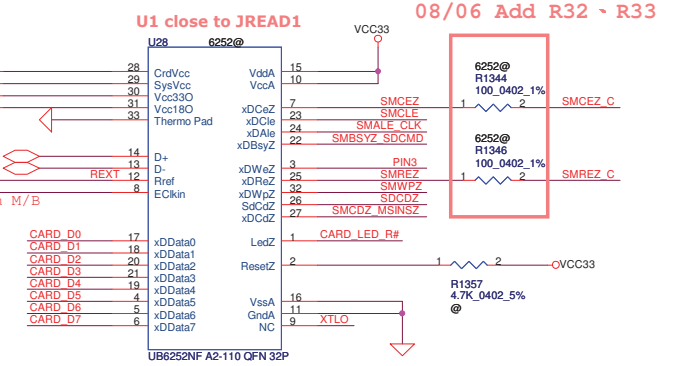 08/06 Add R32 ~ R33
U1 close to JREAD1
U28
6252@
VCC33
28 CrdVcc
29 SysVcc
30 Vcc33O
31 Vcc18O
33 Thermo Pad
14 D+
13 D-
REXT 12 Rref
8 EClkin
M/B
CARD_D0 17 xDData0
CARD_D1 18 xDData1
CARD_D2 20 xDData2
CARD_D3 21 xDData3
CARD_D4 19 xDData4
CARD_D5 4 xDData5
CARD_D6 5 xDData6
CARD_D7 6 xDData7
VddA 15
VccA 10
xDCeZ 7 SMCEZ
xDCle 23 SMCLE
xDAle 24 SMALE_CLK
xDBsyZ 22 SMBSYZ_SDCMD
xDWeZ 3 PIN3
xDReZ 25 SMREZ
xDWpZ 32 SMWPZ
SdCdZ 26 SDCDZ
xDCdZ 27 SMCDZ_MSINSZ
LedZ 1 CARD_LED_R#
ResetZ 2
VssA 16
GndA 11
NC 9 XTLO
UB6252NF A2-110 QFN 32P
6252@
R1344
100_0402_1%
1 2 SMCEZ_C
6252@
R1346
100_0402_1%
1 2 SMREZ_C
1 2 VCC33
R1357
4.7K_0402_5%
@